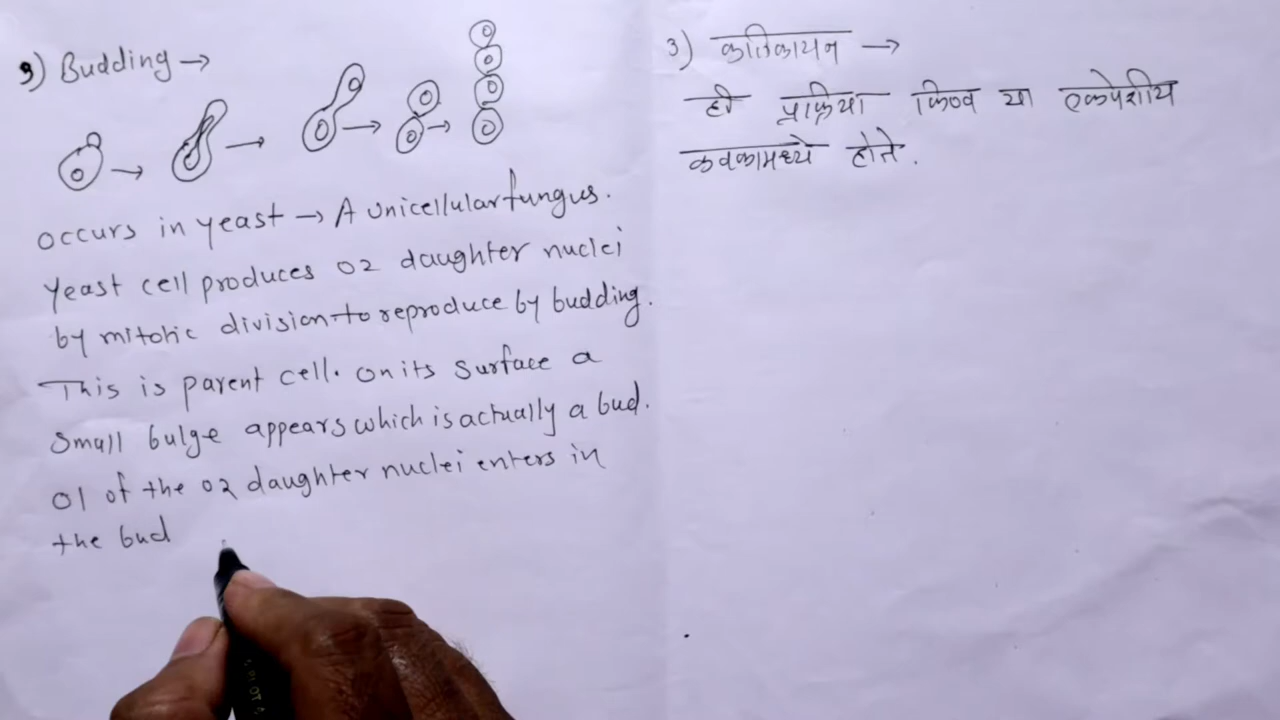 3) Budding →
occurs in yeast → A unicellular fungus.
Yeast cell produces 02 daughter nuclei
by mitotic division to reproduce by budding.
This is parent cell. on its surface a
small bulge appears which is actually a bud.
01 of the 02 daughter nuclei enters in
the bud
3) कलिकायन →
ही प्रक्रिया किण्व या एकपेशीय
कवकामध्ये होते.